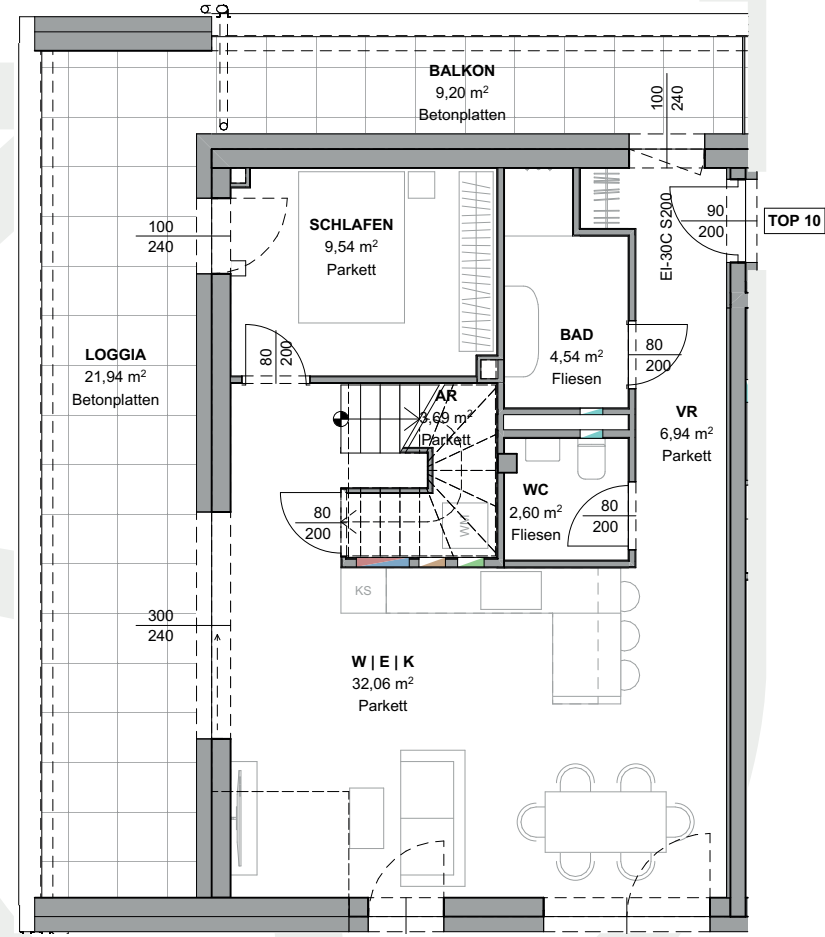 BALKON
9,20 m²
Betonplatten
100
240
EI-30C S200
90
200
TOP 10
100
240
SCHLAFEN
9,54 m²
Parkett
80
200
LOGGIA
21,94 m²
Betonplatten
BAD
4,54 m²
Fliesen
80
200
AR
3,69 m²
Parkett
VR
6,94 m²
Parkett
WC
2,60 m²
Fliesen
80
200
80
200
WM
KS
300
240
W | E | K
32,06 m²
Parkett